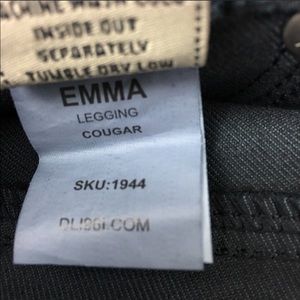 INSIDE OUT
SEPARATELY
TUMBLE DRY LOW
EMMA
LEGGING
COUGAR
SKU:1944
DL1961.COM